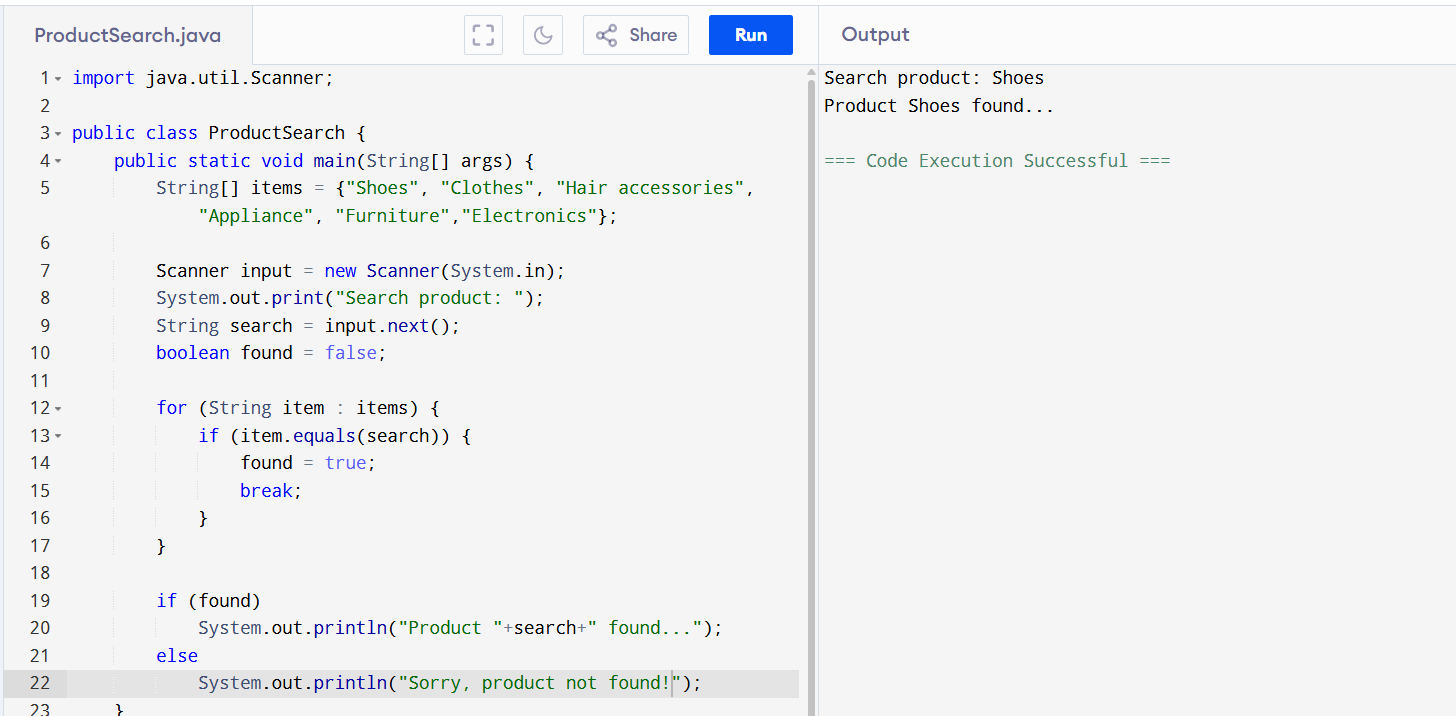 ProductSearch.java
Share
Run
Output
1 import java.util.Scanner;
2
3 public class ProductSearch {
4     public static void main(String[] args) {
5         String[] items = {"Shoes", "Clothes", "Hair accessories",
            "Appliance", "Furniture","Electronics"};
6
7         Scanner input = new Scanner(System.in);
8         System.out.print("Search product: ");
9         String search = input.next();
10         boolean found = false;
11
12         for (String item : items) {
13             if (item.equals(search)) {
14                 found = true;
15                 break;
16             }
17         }
18
19         if (found)
20             System.out.println("Product "+search+" found...");
21         else
22             System.out.println("Sorry, product not found!");
23     }
Search product: Shoes
Product Shoes found...
=== Code Execution Successful ===